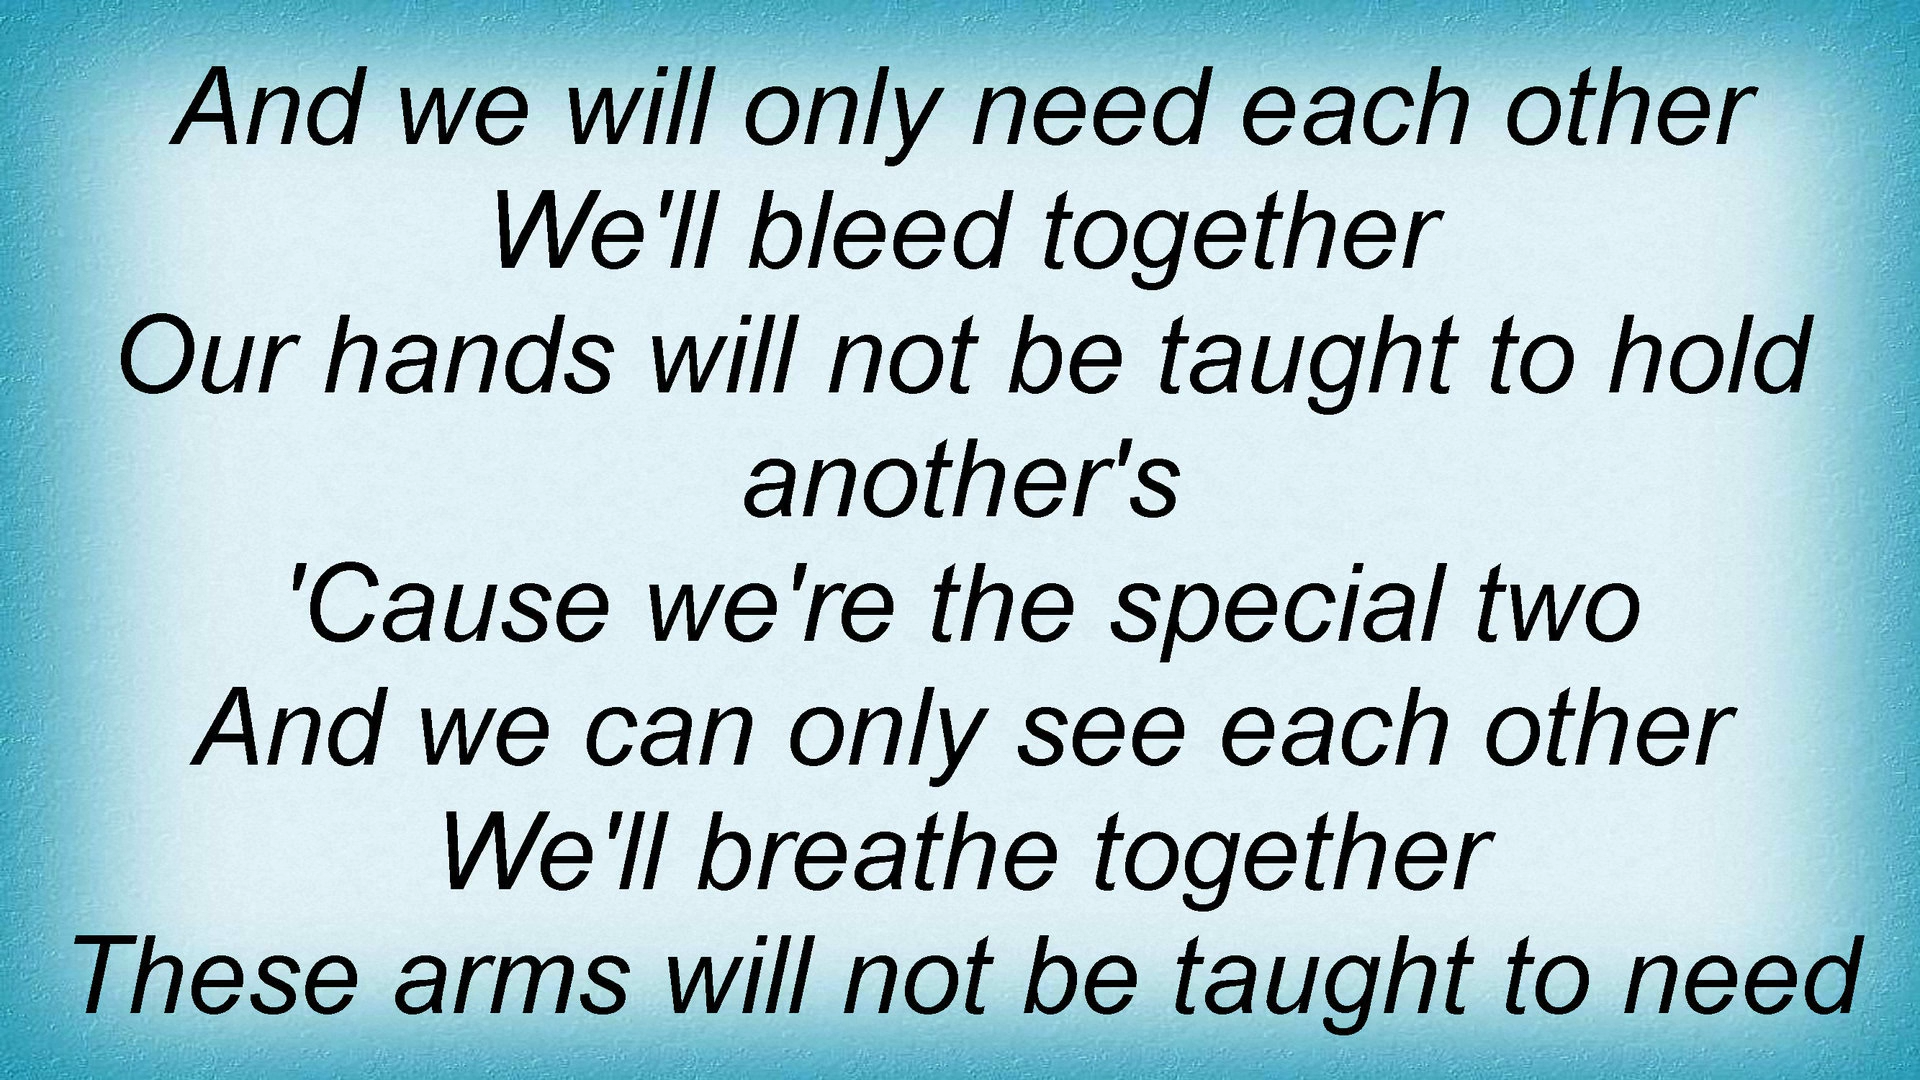 And we will only need each other
We'll bleed together
Our hands will not be taught to hold
another's
'Cause we're the special two
And we can only see each other
We'll breathe together
These arms will not be taught to need